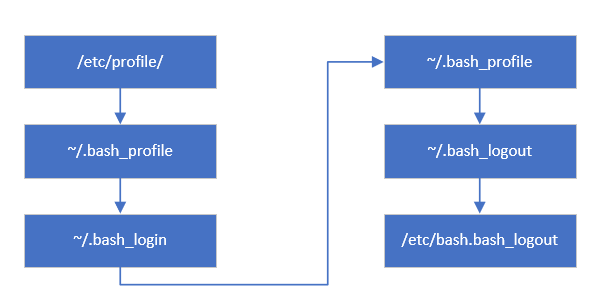 /etc/profile/
~/.bash_profile
~/.bash_login
~/.bash_profile
~/.bash_logout
/etc/bash.bash_logout